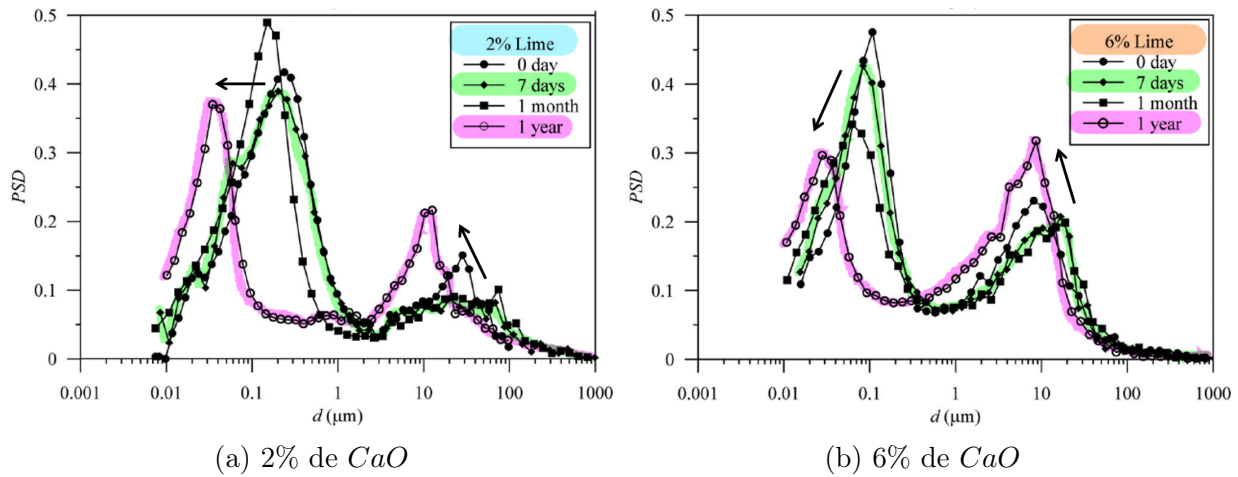 0.5
0.4
0.3
0.2
0.1
0
PSD
0.001
0.01
0.1
1
10
100
1000
d (μm)
2% Lime
0 day
7 days
1 month
1 year
(a) 2% de CaO
0.5
0.4
0.3
0.2
0.1
0
PSD
0.001
0.01
0.1
1
10
100
1000
d (μm)
6% Lime
0 day
7 days
1 month
1 year
(b) 6% de CaO